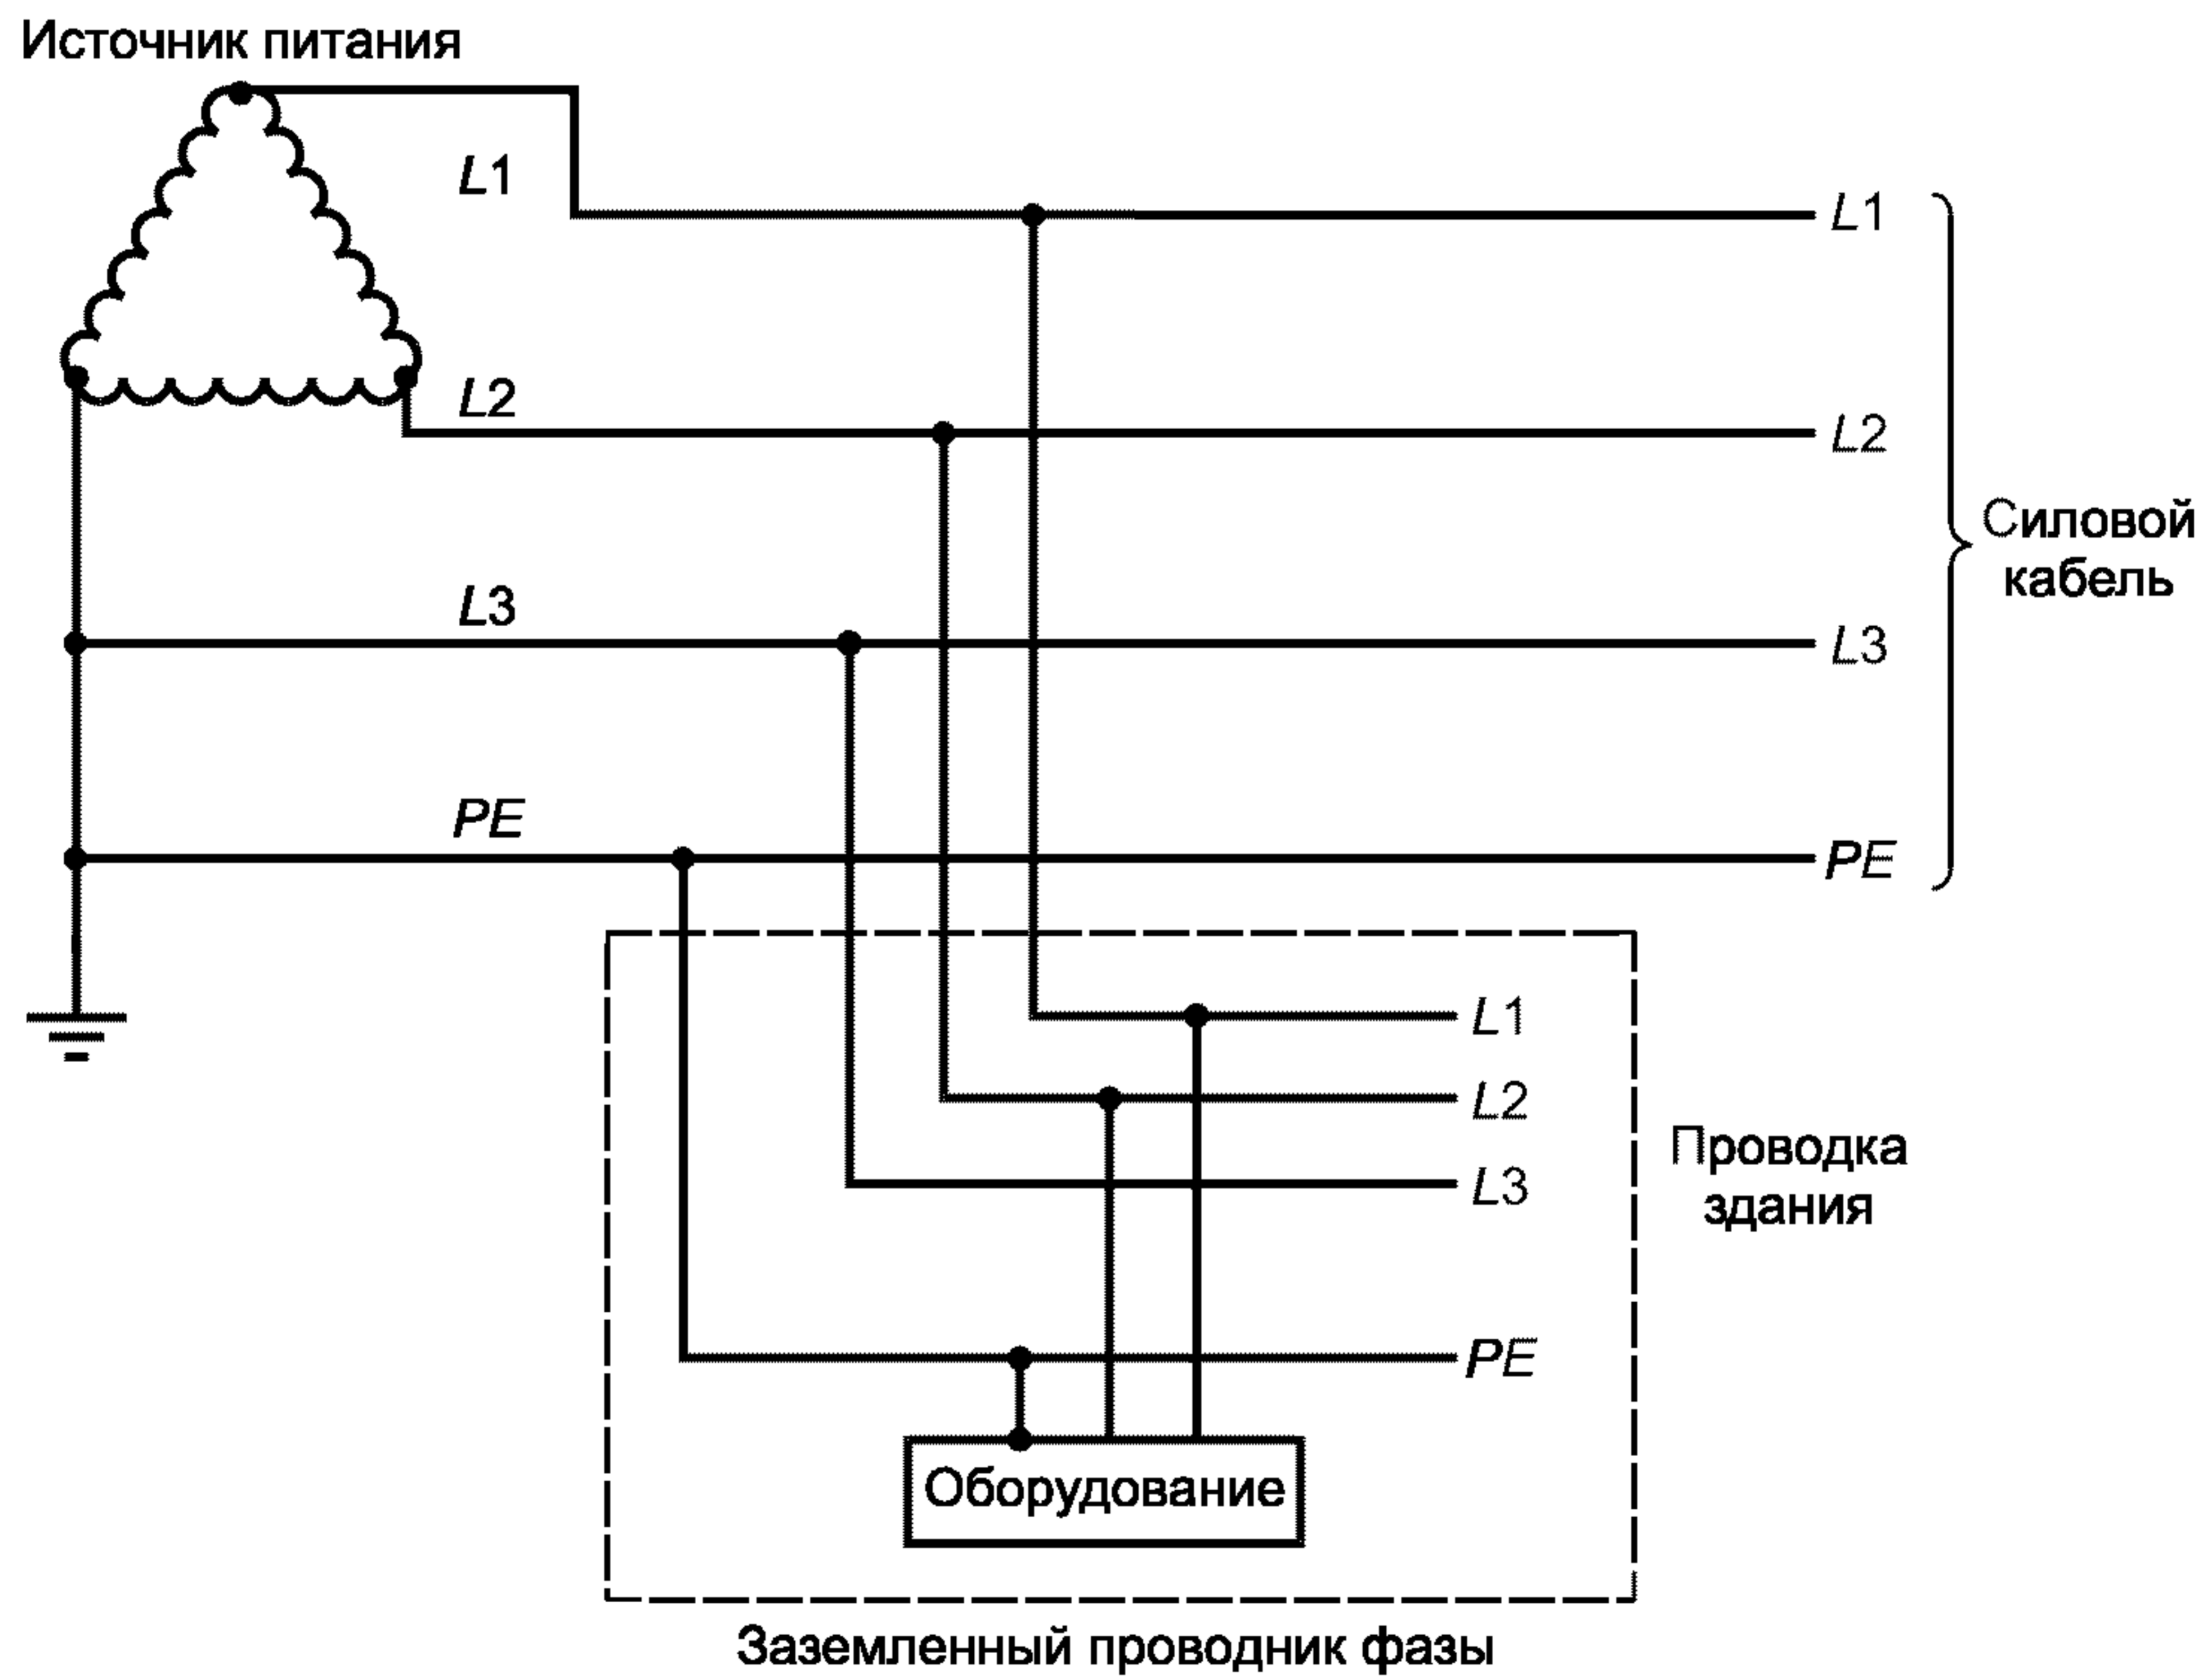 Источник питания
L1
L1
L2
L2
Силовой
кабель
L3
L3
PE
PE
L1
L2
Проводка
здания
L3
PE
Оборудование
Заземленный проводник фазы